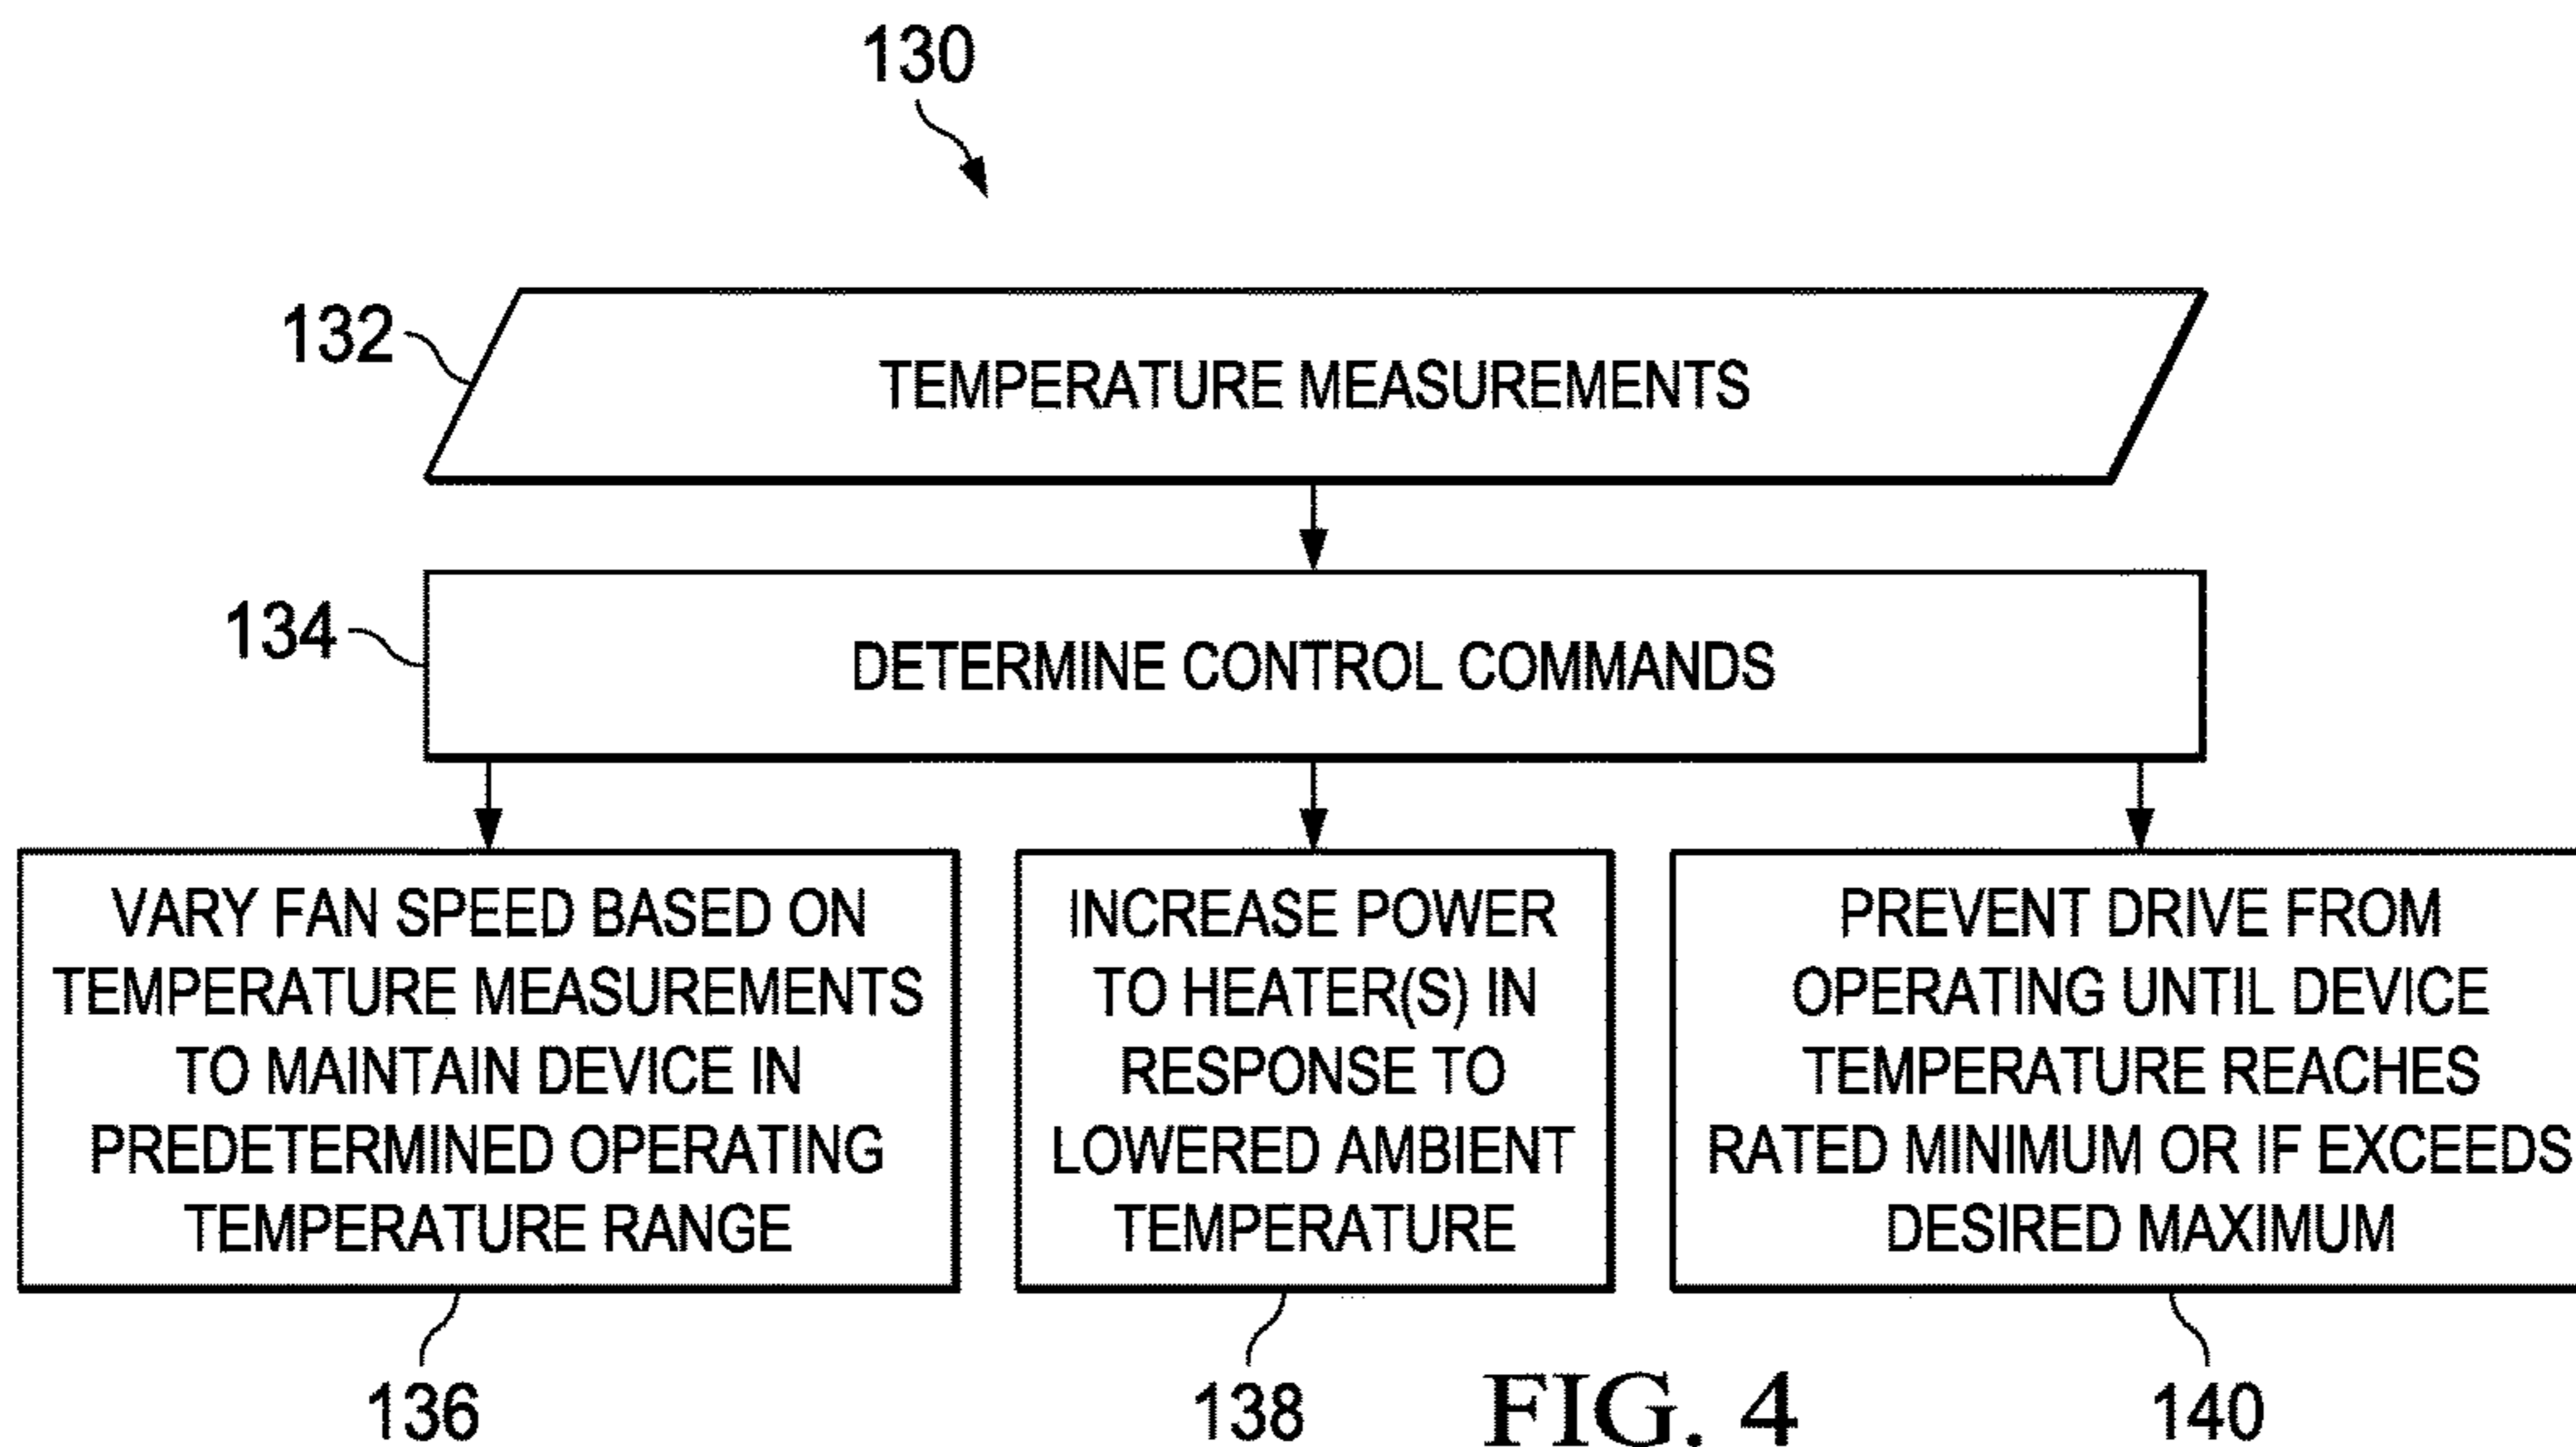 130
132
TEMPERATURE MEASUREMENTS
134
DETERMINE CONTROL COMMANDS
VARY FAN SPEED BASED ON
TEMPERATURE MEASUREMENTS
TO MAINTAIN DEVICE IN
PREDETERMINED OPERATING
TEMPERATURE RANGE
INCREASE POWER
TO HEATER(S) IN
RESPONSE TO
LOWERED AMBIENT
TEMPERATURE
PREVENT DRIVE FROM
OPERATING UNTIL DEVICE
TEMPERATURE REACHES
RATED MINIMUM OR IF EXCEEDS
DESIRED MAXIMUM
136
138
FIG. 4
140